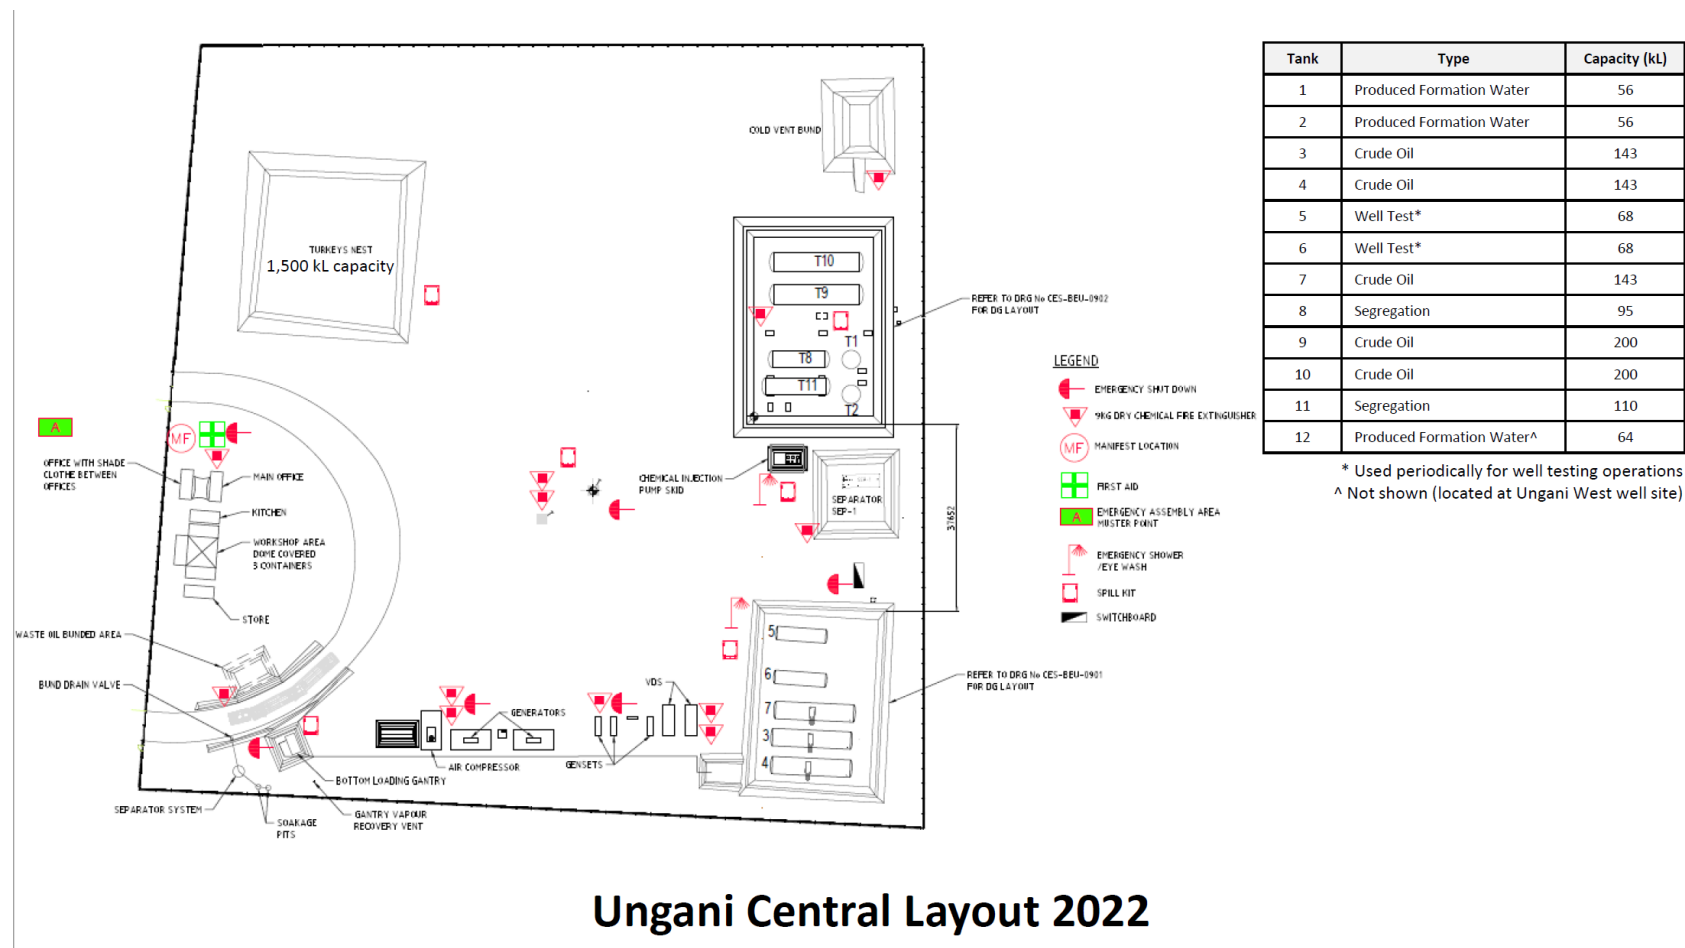 COLD VENT BUND
TURKEYS NEST
1,500 kL capacity
T10
T9
T1
T8
T11
T2
REFER TO DRG No CES-BEU-0902
FOR DG LAYOUT
A
MF
OFFICE WITH SHADE
CLOTHE BETWEEN
OFFICES
MAIN OFFICE
KITCHEN
WORKSHOP AREA
DOME COVERED
3 CONTAINERS
STORE
WASTE OIL BUNDED AREA
BUND DRAIN VALVE
SEPARATOR SYSTEM
SOAKAGE
PITS
GANTRY VAPOUR
RECOVERY VENT
BOTTOM LOADING GANTRY
AIR COMPRESSOR
GENERATORS
GENSETS
VDS
CHEMICAL INJECTION
PUMP SKID
SEPARATOR
SEP-1
37652
5
6
7
3
4
REFER TO DRG No CES-BEU-0901
FOR DG LAYOUT
LEGEND
EMERGENCY SHUT DOWN
9KG DRY CHEMICAL FIRE EXTINGUISHER
MF MANIFEST LOCATION
FIRST AID
A EMERGENCY ASSEMBLY AREA
MUSTER POINT
EMERGENCY SHOWER
/EYE WASH
SPILL KIT
SWITCHBOARD
Tank Type Capacity (kL)
1 Produced Formation Water 56
2 Produced Formation Water 56
3 Crude Oil 143
4 Crude Oil 143
5 Well Test* 68
6 Well Test* 68
7 Crude Oil 143
8 Segregation 95
9 Crude Oil 200
10 Crude Oil 200
11 Segregation 110
12 Produced Formation Water^ 64
* Used periodically for well testing operations
^ Not shown (located at Ungani West well site)
Ungani Central Layout 2022